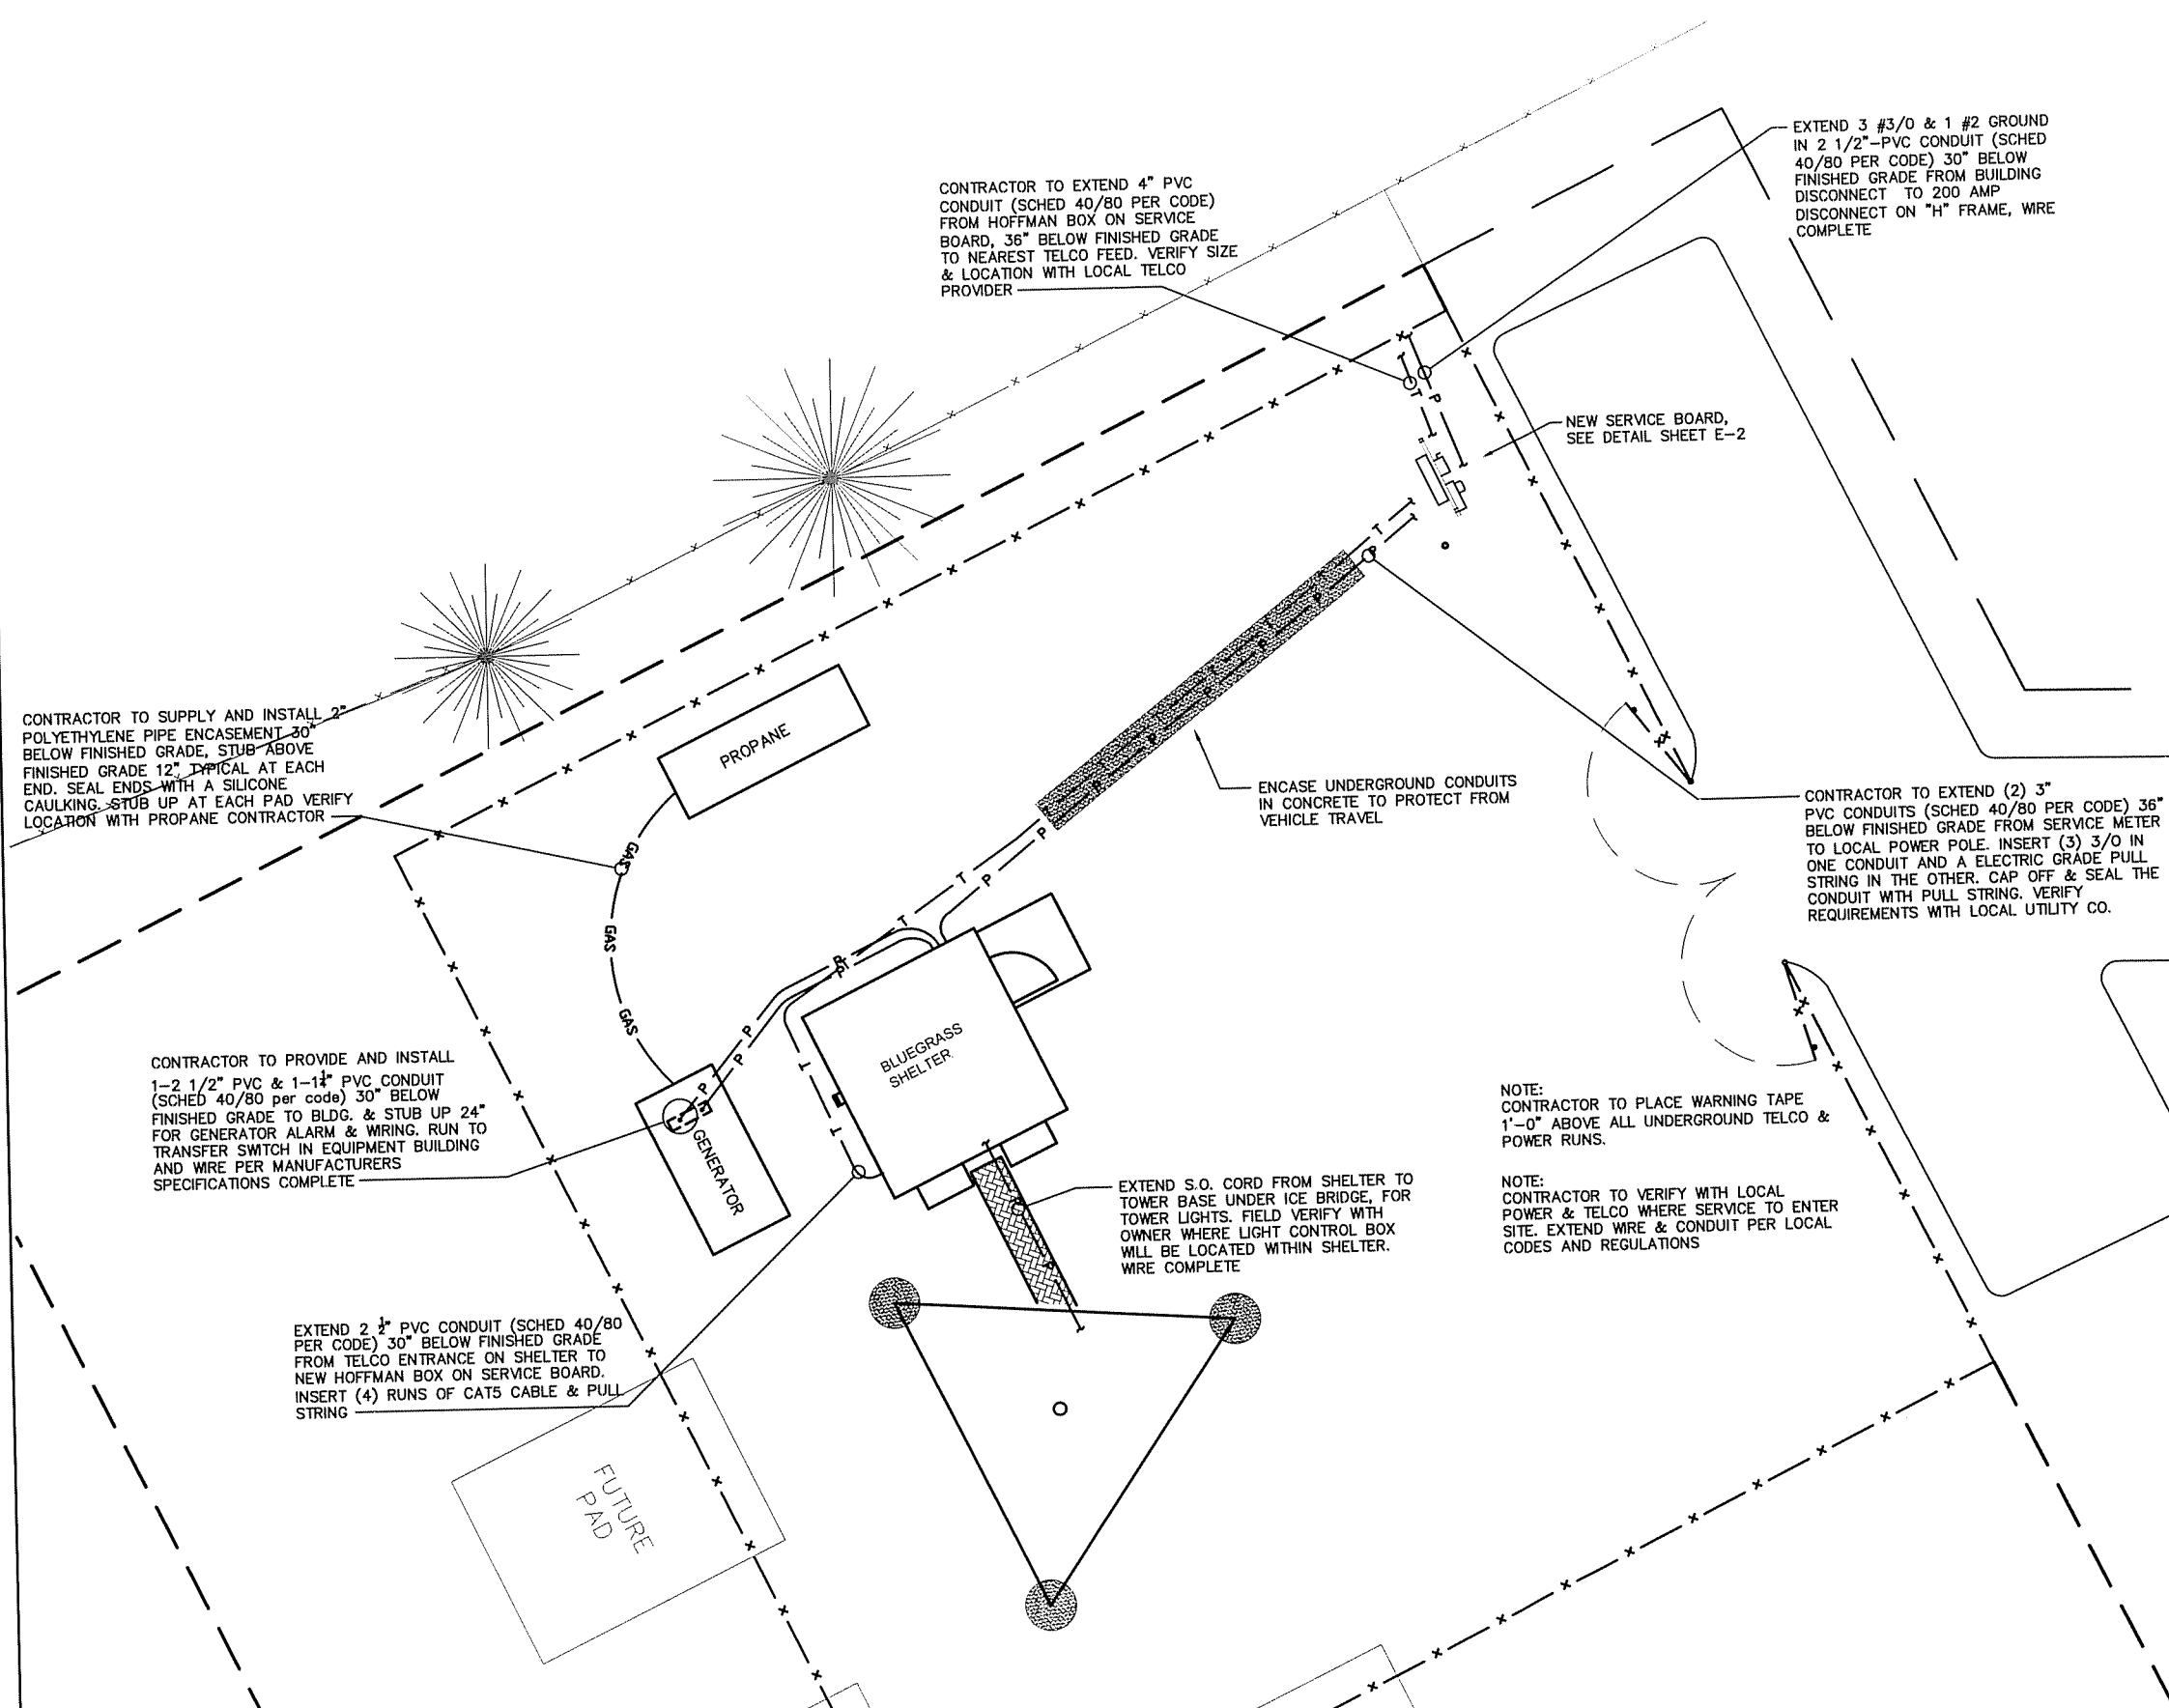 EXTEND 3 #3/0 & 1 #2 GROUND
IN 2 1/2"-PVC CONDUIT (SCHED
40/80 PER CODE) 30" BELOW
FINISHED GRADE FROM BUILDING
DISCONNECT TO 200 AMP
DISCONNECT ON "H" FRAME, WIRE
COMPLETE
CONTRACTOR TO EXTEND 4" PVC
CONDUIT (SCHED 40/80 PER CODE)
FROM HOFFMAN BOX ON SERVICE
BOARD, 36" BELOW FINISHED GRADE
TO NEAREST TELCO FEED. VERIFY SIZE
& LOCATION WITH LOCAL TELCO
PROVIDER
T
P
NEW SERVICE BOARD,
SEE DETAIL SHEET E-2
T
P
CONTRACTOR TO SUPPLY AND INSTALL 2"
POLYETHYLENE PIPE ENCASEMENT 30"
BELOW FINISHED GRADE, STUB ABOVE
FINISHED GRADE 12", TYPICAL AT EACH
END. SEAL ENDS WITH A SILICONE
CAULKING. STUB UP AT EACH PAD VERIFY
LOCATION WITH PROPANE CONTRACTOR
PROPANE
ENCASE UNDERGROUND CONDUITS
IN CONCRETE TO PROTECT FROM
VEHICLE TRAVEL
CONTRACTOR TO EXTEND (2) 3"
PVC CONDUITS (SCHED 40/80 PER CODE) 36"
BELOW FINISHED GRADE FROM SERVICE METER
TO LOCAL POWER POLE. INSERT (3) 3/0 IN
ONE CONDUIT AND A ELECTRIC GRADE PULL
STRING IN THE OTHER. CAP OFF & SEAL THE
CONDUIT WITH PULL STRING. VERIFY
REQUIREMENTS WITH LOCAL UTILITY CO.
GAS
GAS
GAS
P
T
P
T
P
P
P
T
T
BLUEGRASS
SHELTER
GENERATOR
CONTRACTOR TO PROVIDE AND INSTALL
1-2 1/2" PVC & 1-1¼" PVC CONDUIT
(SCHED 40/80 per code) 30" BELOW
FINISHED GRADE TO BLDG. & STUB UP 24"
FOR GENERATOR ALARM & WIRING. RUN TO
TRANSFER SWITCH IN EQUIPMENT BUILDING
AND WIRE PER MANUFACTURERS
SPECIFICATIONS COMPLETE
NOTE:
CONTRACTOR TO PLACE WARNING TAPE
1'-0" ABOVE ALL UNDERGROUND TELCO &
POWER RUNS.
NOTE:
CONTRACTOR TO VERIFY WITH LOCAL
POWER & TELCO WHERE SERVICE TO ENTER
SITE. EXTEND WIRE & CONDUIT PER LOCAL
CODES AND REGULATIONS
EXTEND S.O. CORD FROM SHELTER TO
TOWER BASE UNDER ICE BRIDGE, FOR
TOWER LIGHTS. FIELD VERIFY WITH
OWNER WHERE LIGHT CONTROL BOX
WILL BE LOCATED WITHIN SHELTER.
WIRE COMPLETE
EXTEND 2 ½" PVC CONDUIT (SCHED 40/80
PER CODE) 30" BELOW FINISHED GRADE
FROM TELCO ENTRANCE ON SHELTER TO
NEW HOFFMAN BOX ON SERVICE BOARD.
INSERT (4) RUNS OF CAT5 CABLE & PULL
STRING
FUTURE
PAD